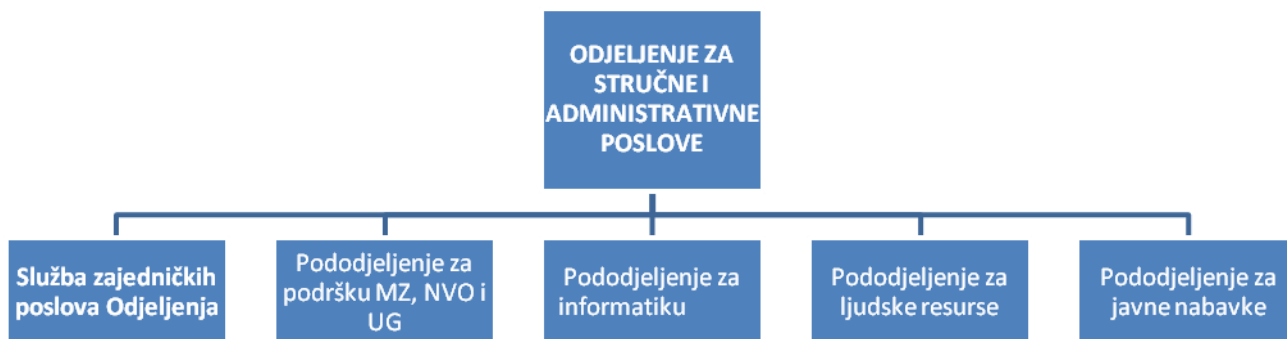 ODJELJENJE ZA
STRUČNE I
ADMINISTRATIVNE
POSLOVE
Služba zajedničkih
poslova Odjeljenja
Pododjeljenje za
podršku MZ, NVO i
UG
Pododjeljenje za
informatiku
Pododjeljenje za
ljudske resurse
Pododjeljenje za
javne nabavke